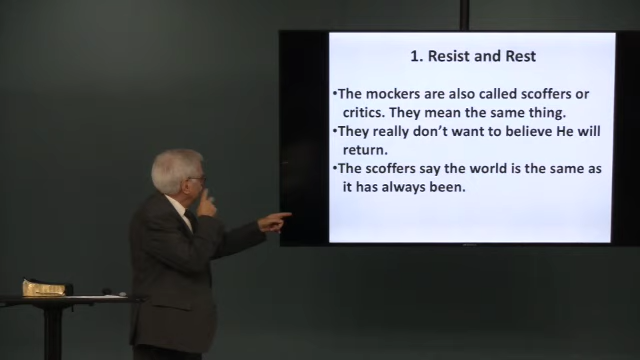 1. Resist and Rest
•The mockers are also called scoffers or
critics. They mean the same thing.
•They really don't want to believe He will
return.
•The scoffers say the world is the same as
it has always been.